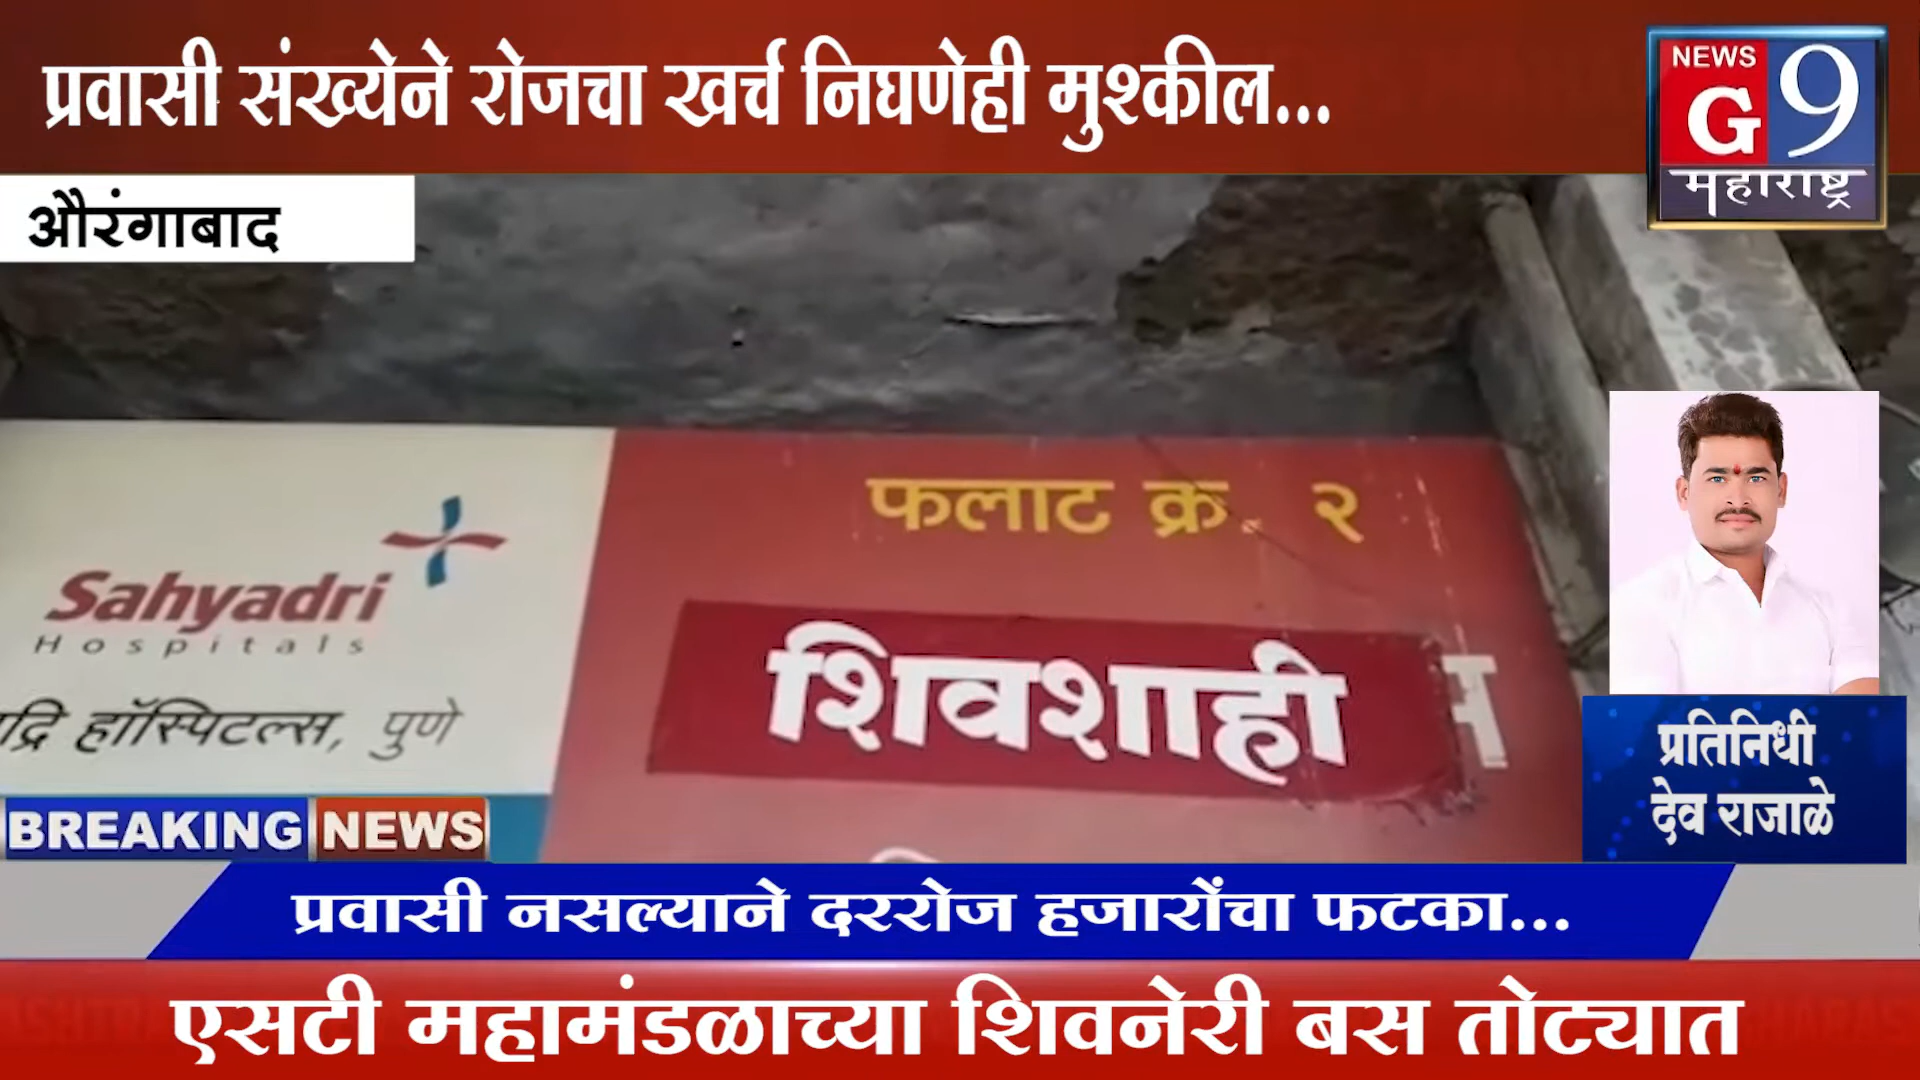 प्रवासी संख्येने रोजचा खर्च निघणेही मुश्कील...
NEWS
G9
महाराष्ट्र
औरंगाबाद
फलाट क्र. २
Sahyadri
Hospitals
शिवशाही
हॉस्पिटल्स, पुणे
प्रतिनिधी
देव राजाळे
BREAKING NEWS
प्रवासी नसल्याने दररोज हजारोंचा फटका...
एसटी महामंडळाच्या शिवनेरी बस तोट्यात